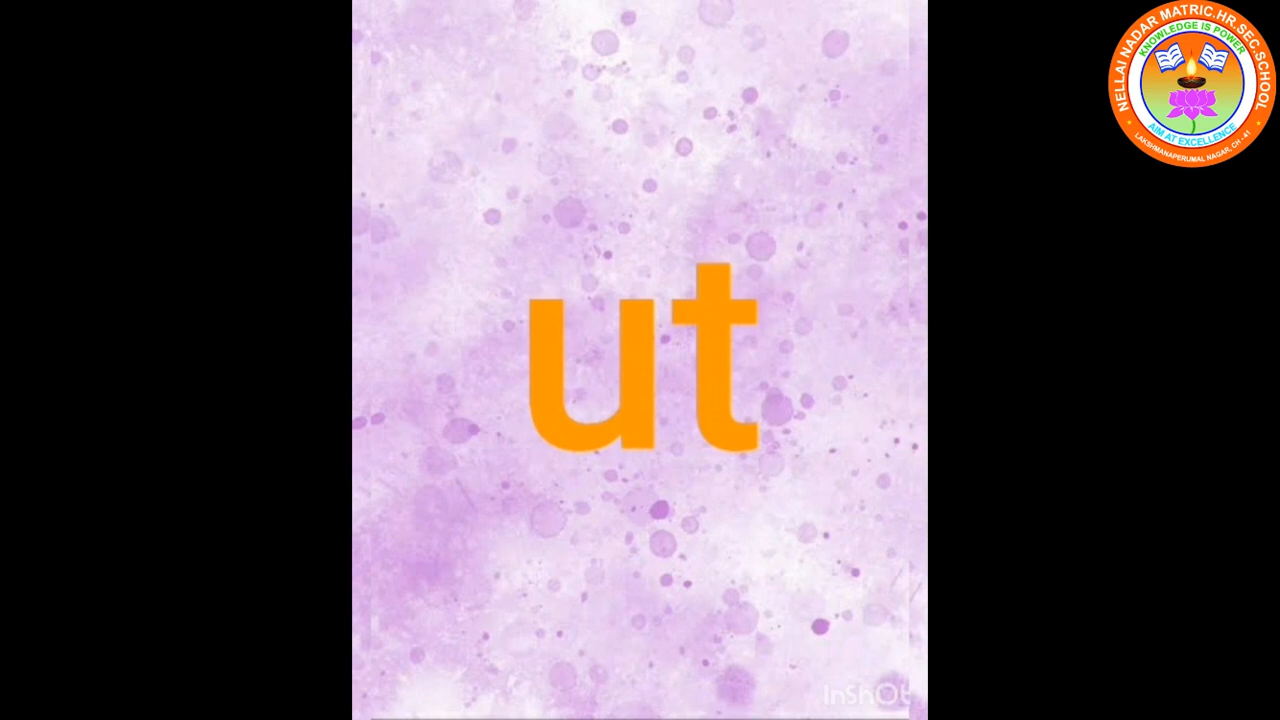 NELLAI NADAR MATRIC.HR.SEC.SCHOOL
KNOWLEDGE IS POWER
AIM AT EXCELLENCE
LAKSHMANAPERUMAL NAGAR, CH - 41
ut
InShOt